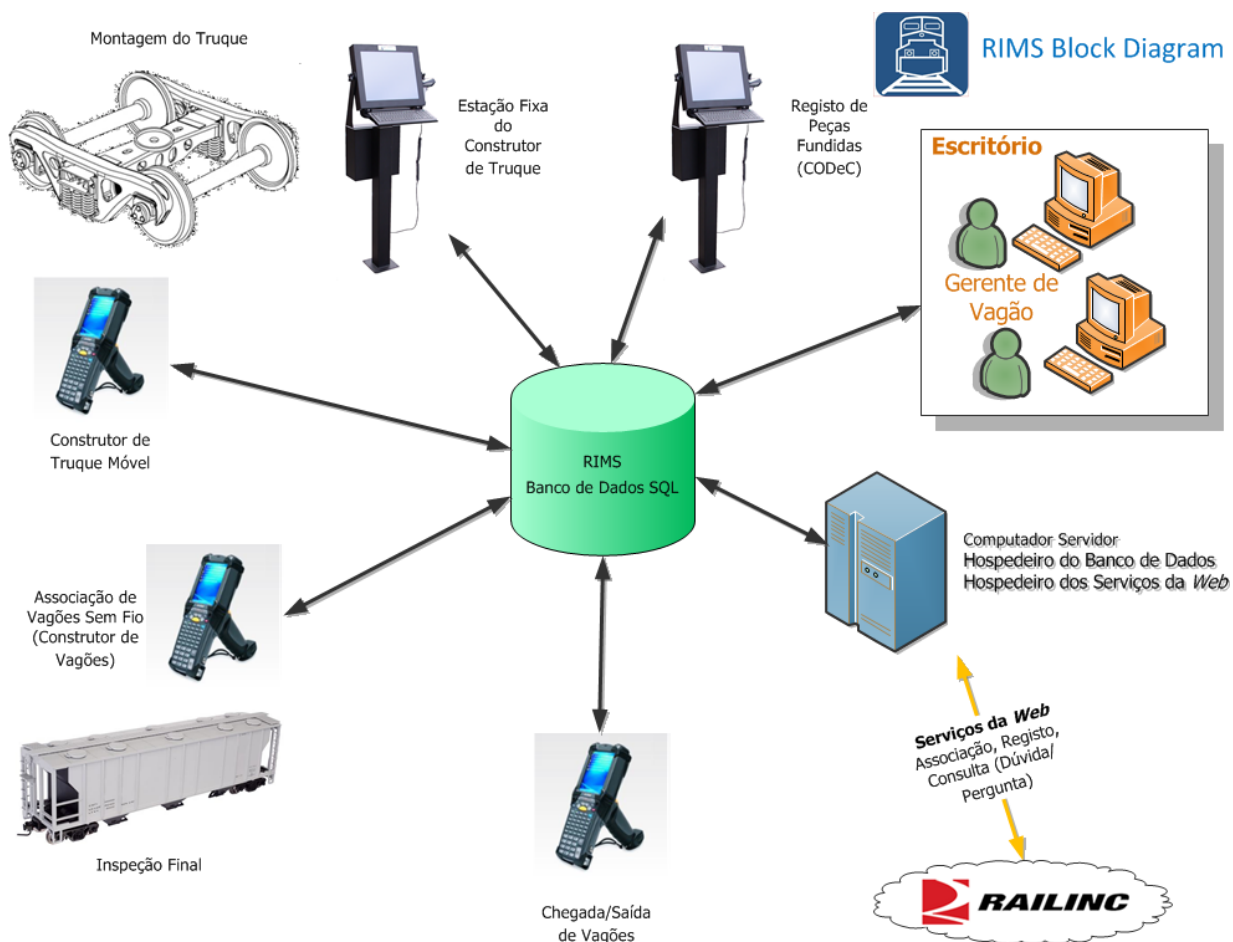 Montagem do Truque
Estação Fixa
do
Construtor
de Truque
Registo de
Peças
Fundidas
(CODeC)
RIMS Block Diagram
Escritório
Gerente de
Vagão
Construtor de
Truque Móvel
RIMS
Banco de Dados SQL
Computador Servidor
Hospedeiro do Banco de Dados
Hospedeiro dos Serviços da Web
Associação de
Vagões Sem Fio
(Construtor de
Vagões)
Serviços da Web
Associação, Registo,
Consulta (Dúvida/
Pergunta)
Inspeção Final
Chegada/Saída
de Vagões
RAILINC